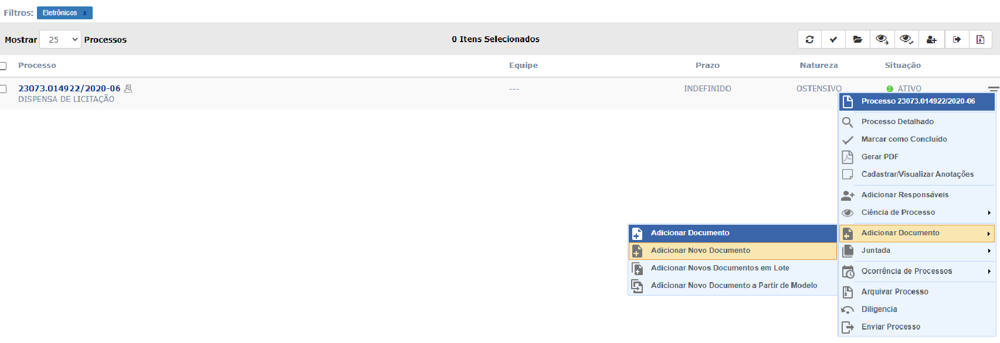 Filtros: Eletrônicos x
Mostrar 25 Processos 0 Itens Selecionados
Processo Equipe Prazo Natureza Situação
23073.014922/2020-06 --- INDEFINIDO OSTENSIVO ATIVO
DISPENSA DE LICITAÇÃO
Processo 23073.014922/2020-06
Processo Detalhado
Marcar como Concluído
Gerar PDF
Cadastrar/Visualizar Anotações
Adicionar Responsáveis
Ciência de Processo
Adicionar Documento
Juntada
Ocorrência de Processos
Arquivar Processo
Diligencia
Enviar Processo
Adicionar Documento
Adicionar Novo Documento
Adicionar Novos Documentos em Lote
Adicionar Novo Documento a Partir de Modelo